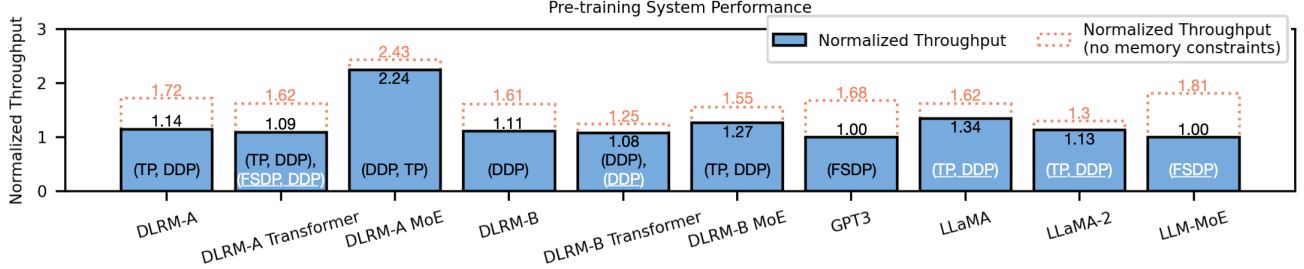 Pre-training System Performance
Normalized Throughput
Normalized Throughput
(no memory constraints)
Normalized Throughput
3
2
1
0
1.72
1.14
(TP, DDP)
1.62
1.09
(TP, DDP),
(FSDP, DDP)
2.43
2.24
(DDP, TP)
1.61
1.11
(DDP)
1.25
1.08
(DDP),
(DDP)
1.55
1.27
(TP, DDP)
1.68
1.00
(FSDP)
1.62
1.34
(TP, DDP)
1.3
1.13
(TP, DDP)
1.81
1.00
(FSDP)
DLRM-A
DLRM-A Transformer
DLRM-A MoE
DLRM-B
DLRM-B Transformer
DLRM-B MoE
GPT3
LLaMA
LLaMA-2
LLM-MoE